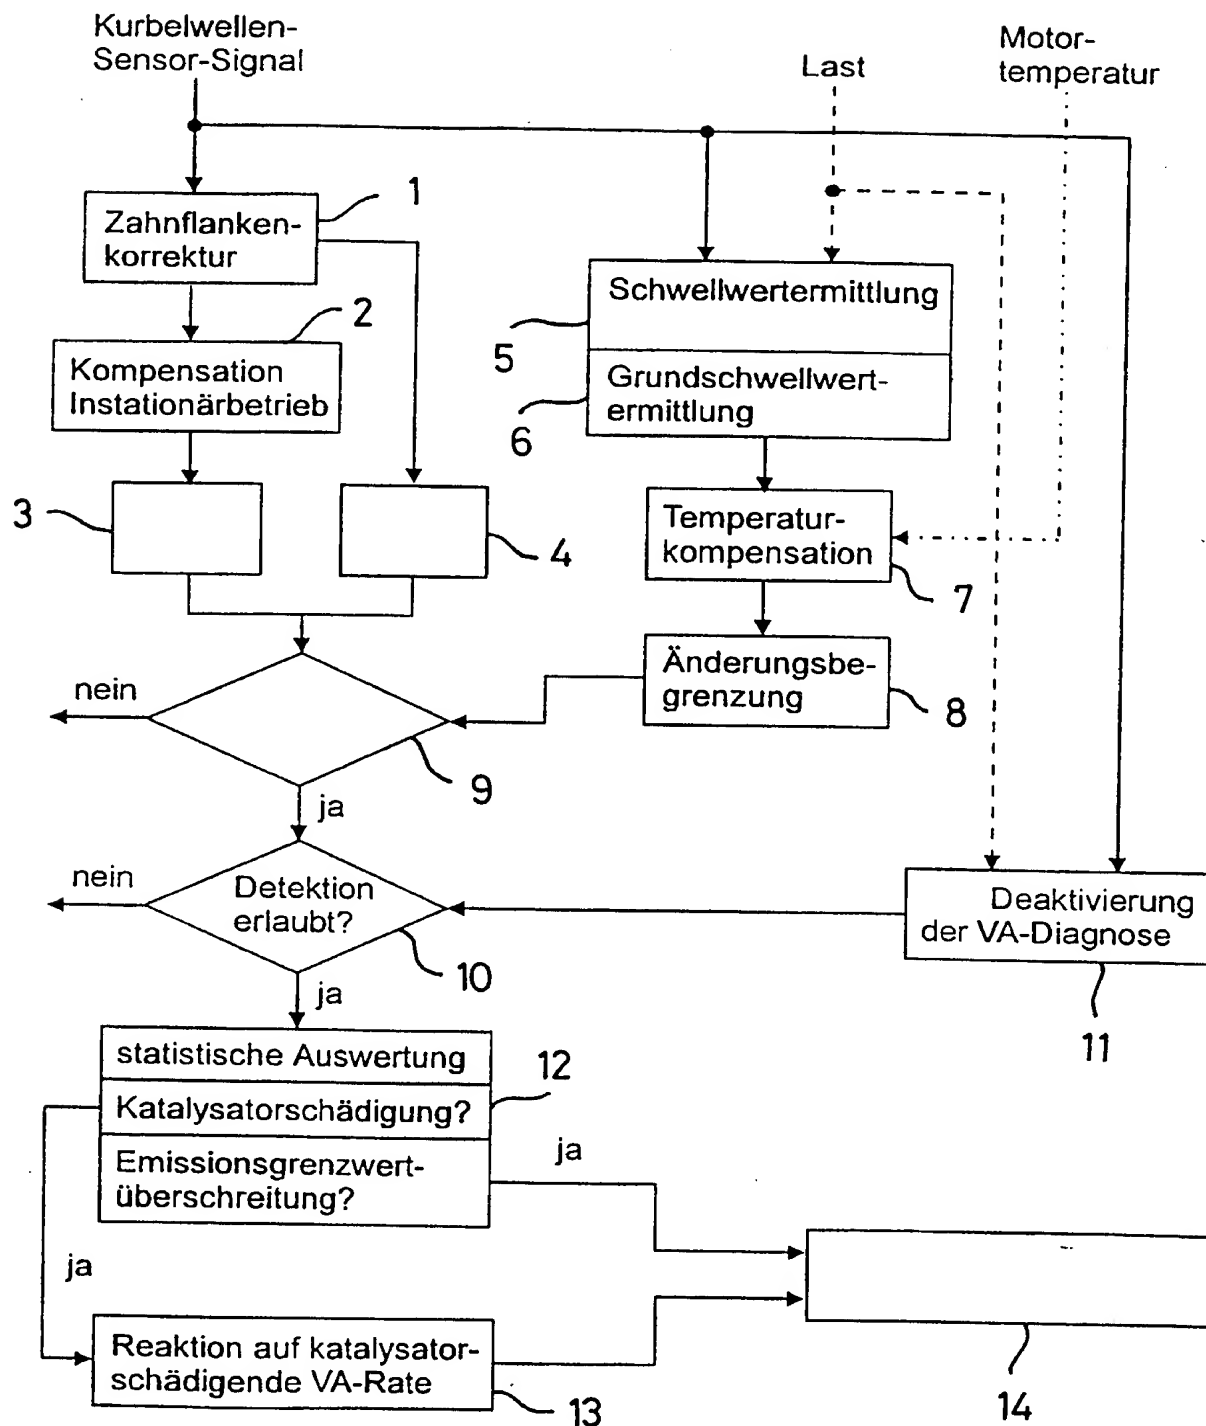 Kurbelwellen-
Sensor-Signal
Last
Motor-
temperatur
1
Zahnflanken-
korrektur
2
Kompensation
Instationärbetrieb
3
4
Schwellwertermittlung
5
Grundschwellwert-
ermittlung
6
Temperatur-
kompensation
7
Änderungsbe-
grenzung
8
nein
9
ja
nein
Detektion
erlaubt?
10
ja
Deaktivierung
der VA-Diagnose
11
statistische Auswertung
12
Katalysatorschädigung?
Emissionsgrenzwert-
überschreitung?
ja
ja
Reaktion auf katalysator-
schädigende VA-Rate
13
14